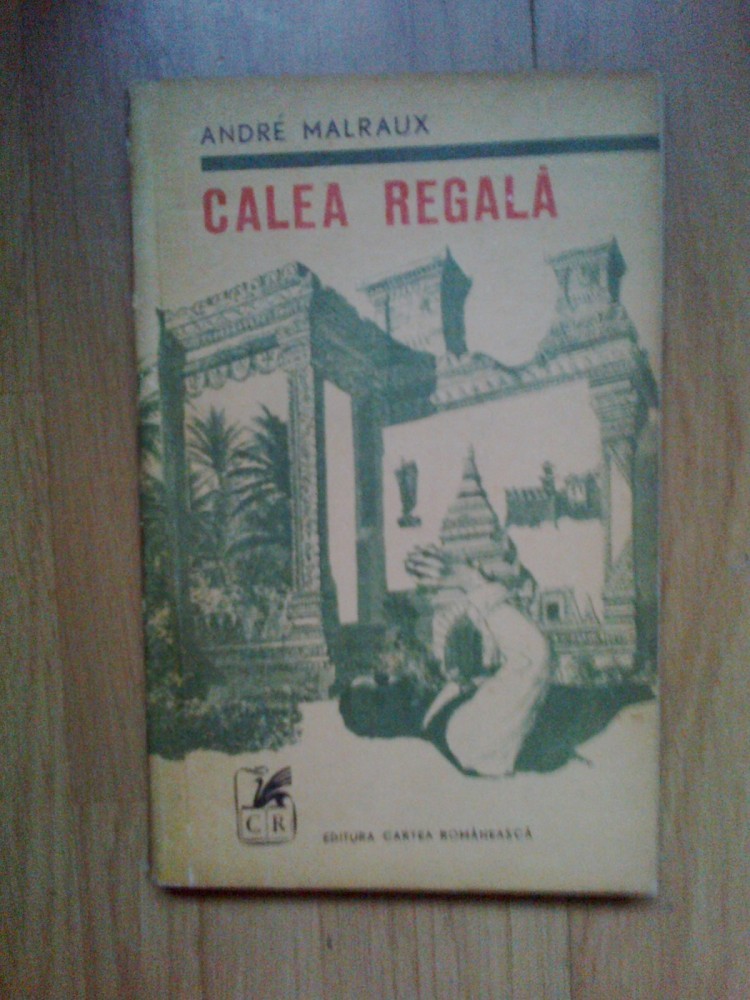 ANDRÉ MALRAUX
CALEA REGALĂ
CR
EDITURA CARTEA ROMÂNEASCĂ